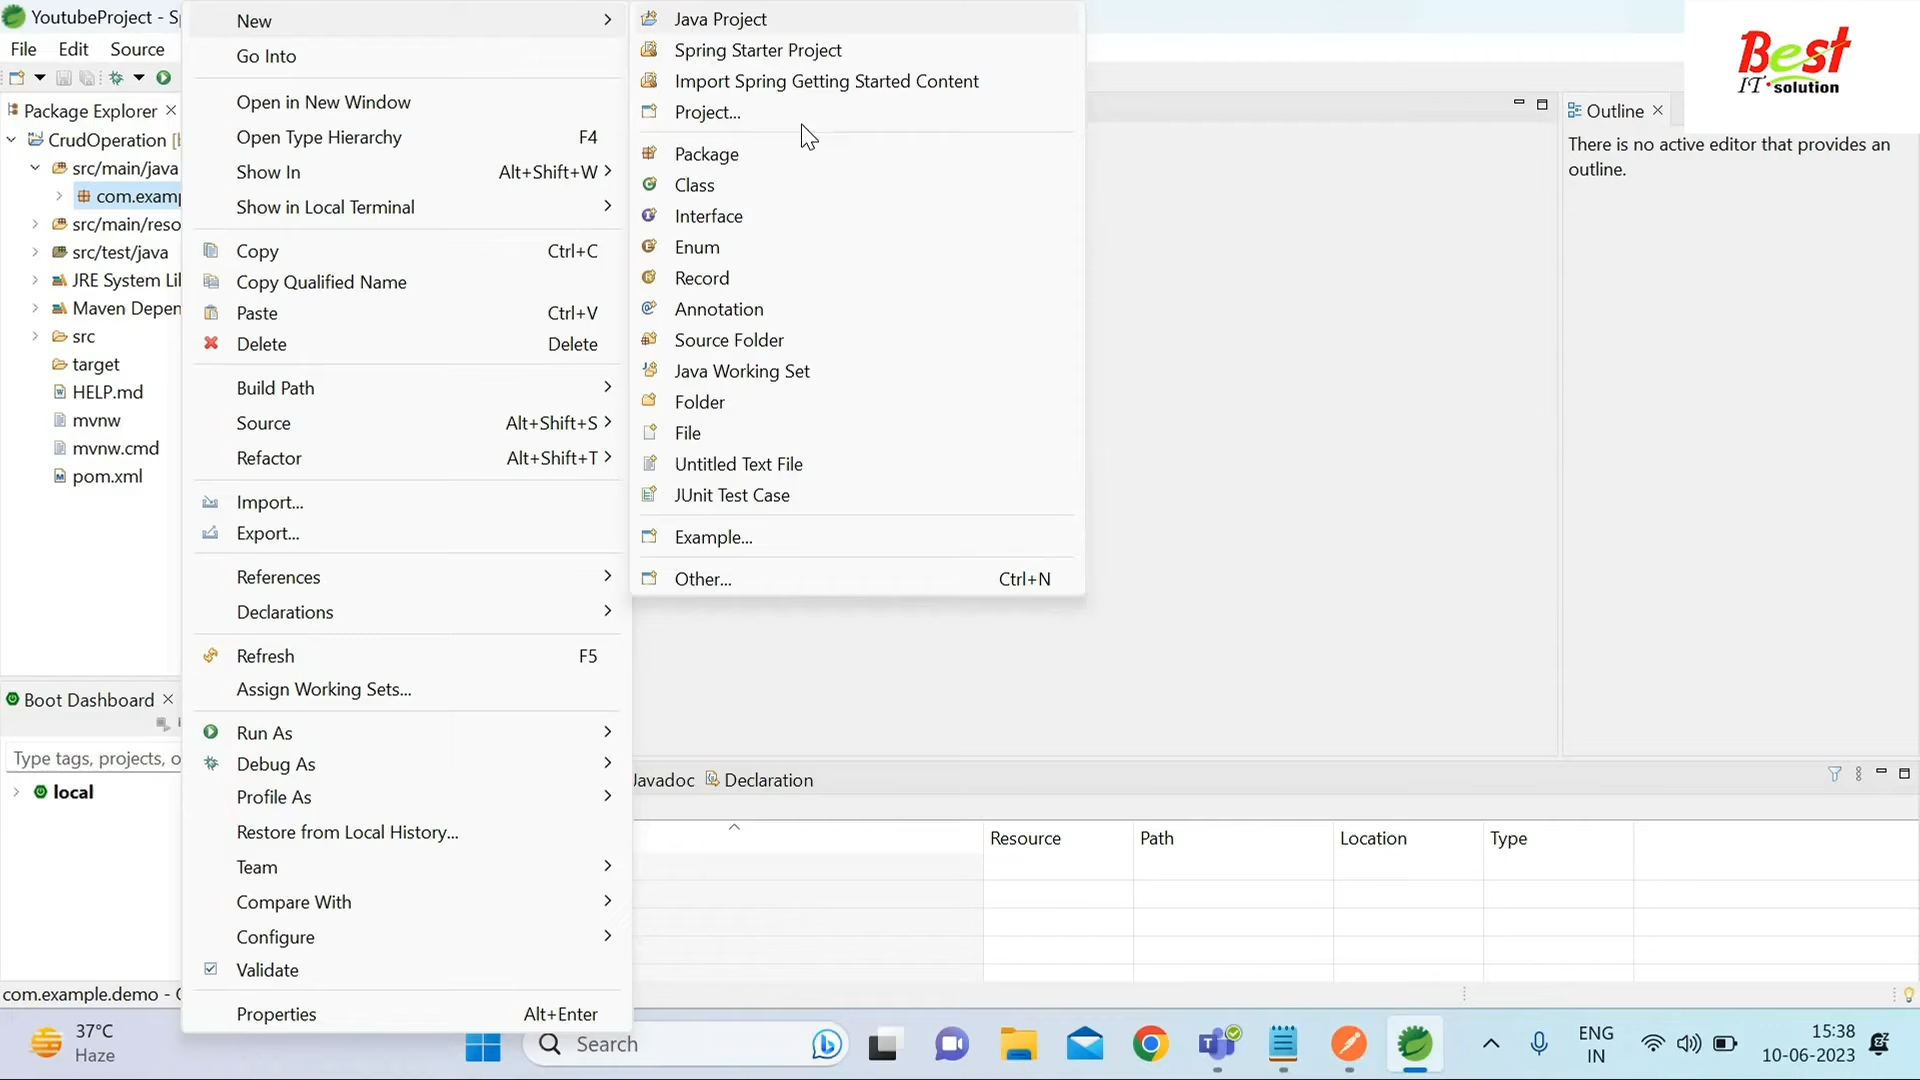 YoutubeProject - Sp
File Edit Source
Package Explorer
CrudOperation [b
src/main/java
com.examp
src/main/reso
src/test/java
JRE System Lil
Maven Depen
src
target
HELP.md
mvnw
mvnw.cmd
pom.xml
Boot Dashboard
Type tags, projects, o
local
com.example.demo - C
New
Go Into
Open in New Window
Open Type Hierarchy F4
Show In Alt+Shift+W
Show in Local Terminal
Copy Ctrl+C
Copy Qualified Name
Paste Ctrl+V
Delete Delete
Build Path
Source Alt+Shift+S
Refactor Alt+Shift+T
Import...
Export...
References
Declarations
Refresh F5
Assign Working Sets...
Run As
Debug As
Profile As
Restore from Local History...
Team
Compare With
Configure
Validate
Properties Alt+Enter
Java Project
Spring Starter Project
Import Spring Getting Started Content
Project...
Package
Class
Interface
Enum
Record
Annotation
Source Folder
Java Working Set
Folder
File
Untitled Text File
JUnit Test Case
Example...
Other... Ctrl+N
Best
IT solution
Outline
There is no active editor that provides an
outline.
Javadoc Declaration
Resource Path Location Type
37°C
Haze
Search
ENG
IN
15:38
10-06-2023